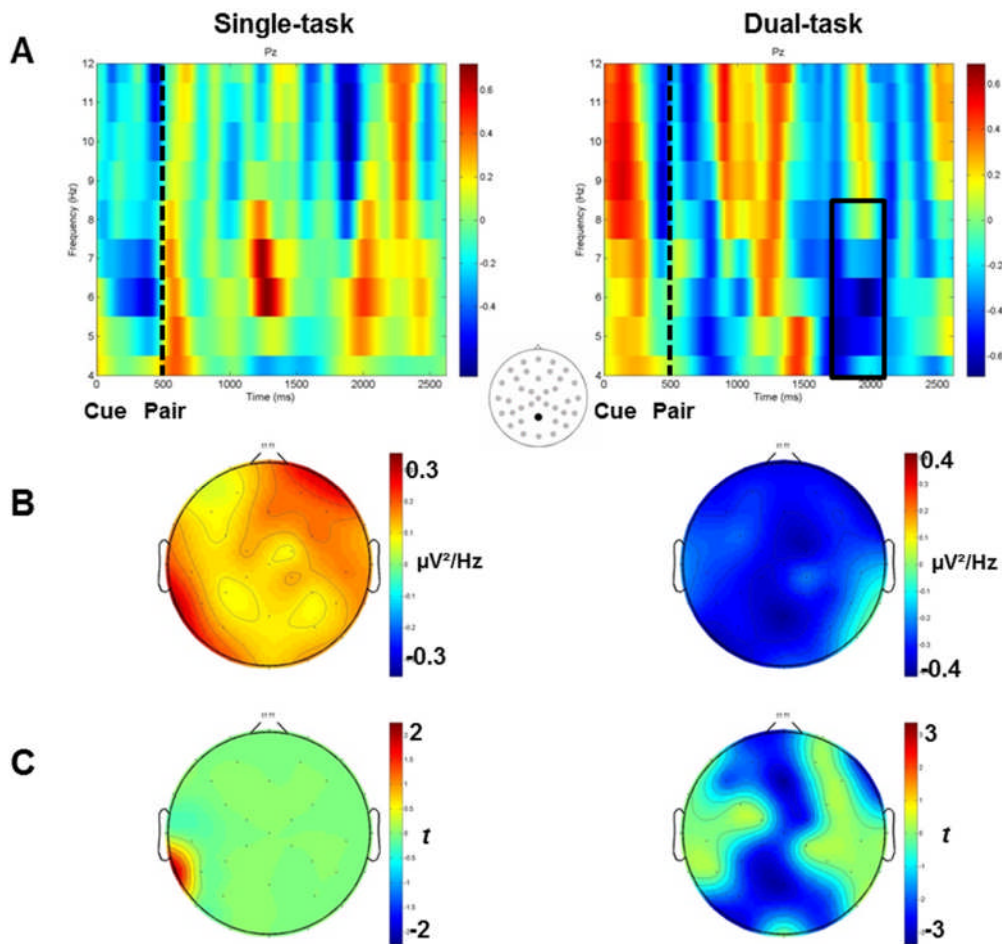 Single-task Dual-task
A
Pz Pz
Frequency (Hz)
12
11
10
9
8
7
6
5
4
0 500 1000 1500 2000 2500
Time (ms)
Cue Pair
0.6
0.4
0.2
0
-0.2
-0.4
Frequency (Hz)
12
11
10
9
8
7
6
5
4
0 500 1000 1500 2000 2500
Time (ms)
Cue Pair
0.6
0.4
0.2
0
-0.2
-0.4
-0.6
B
0.3
µV²/Hz
-0.3
0.4
µV²/Hz
-0.4
C
2
t
-2
3
t
-3